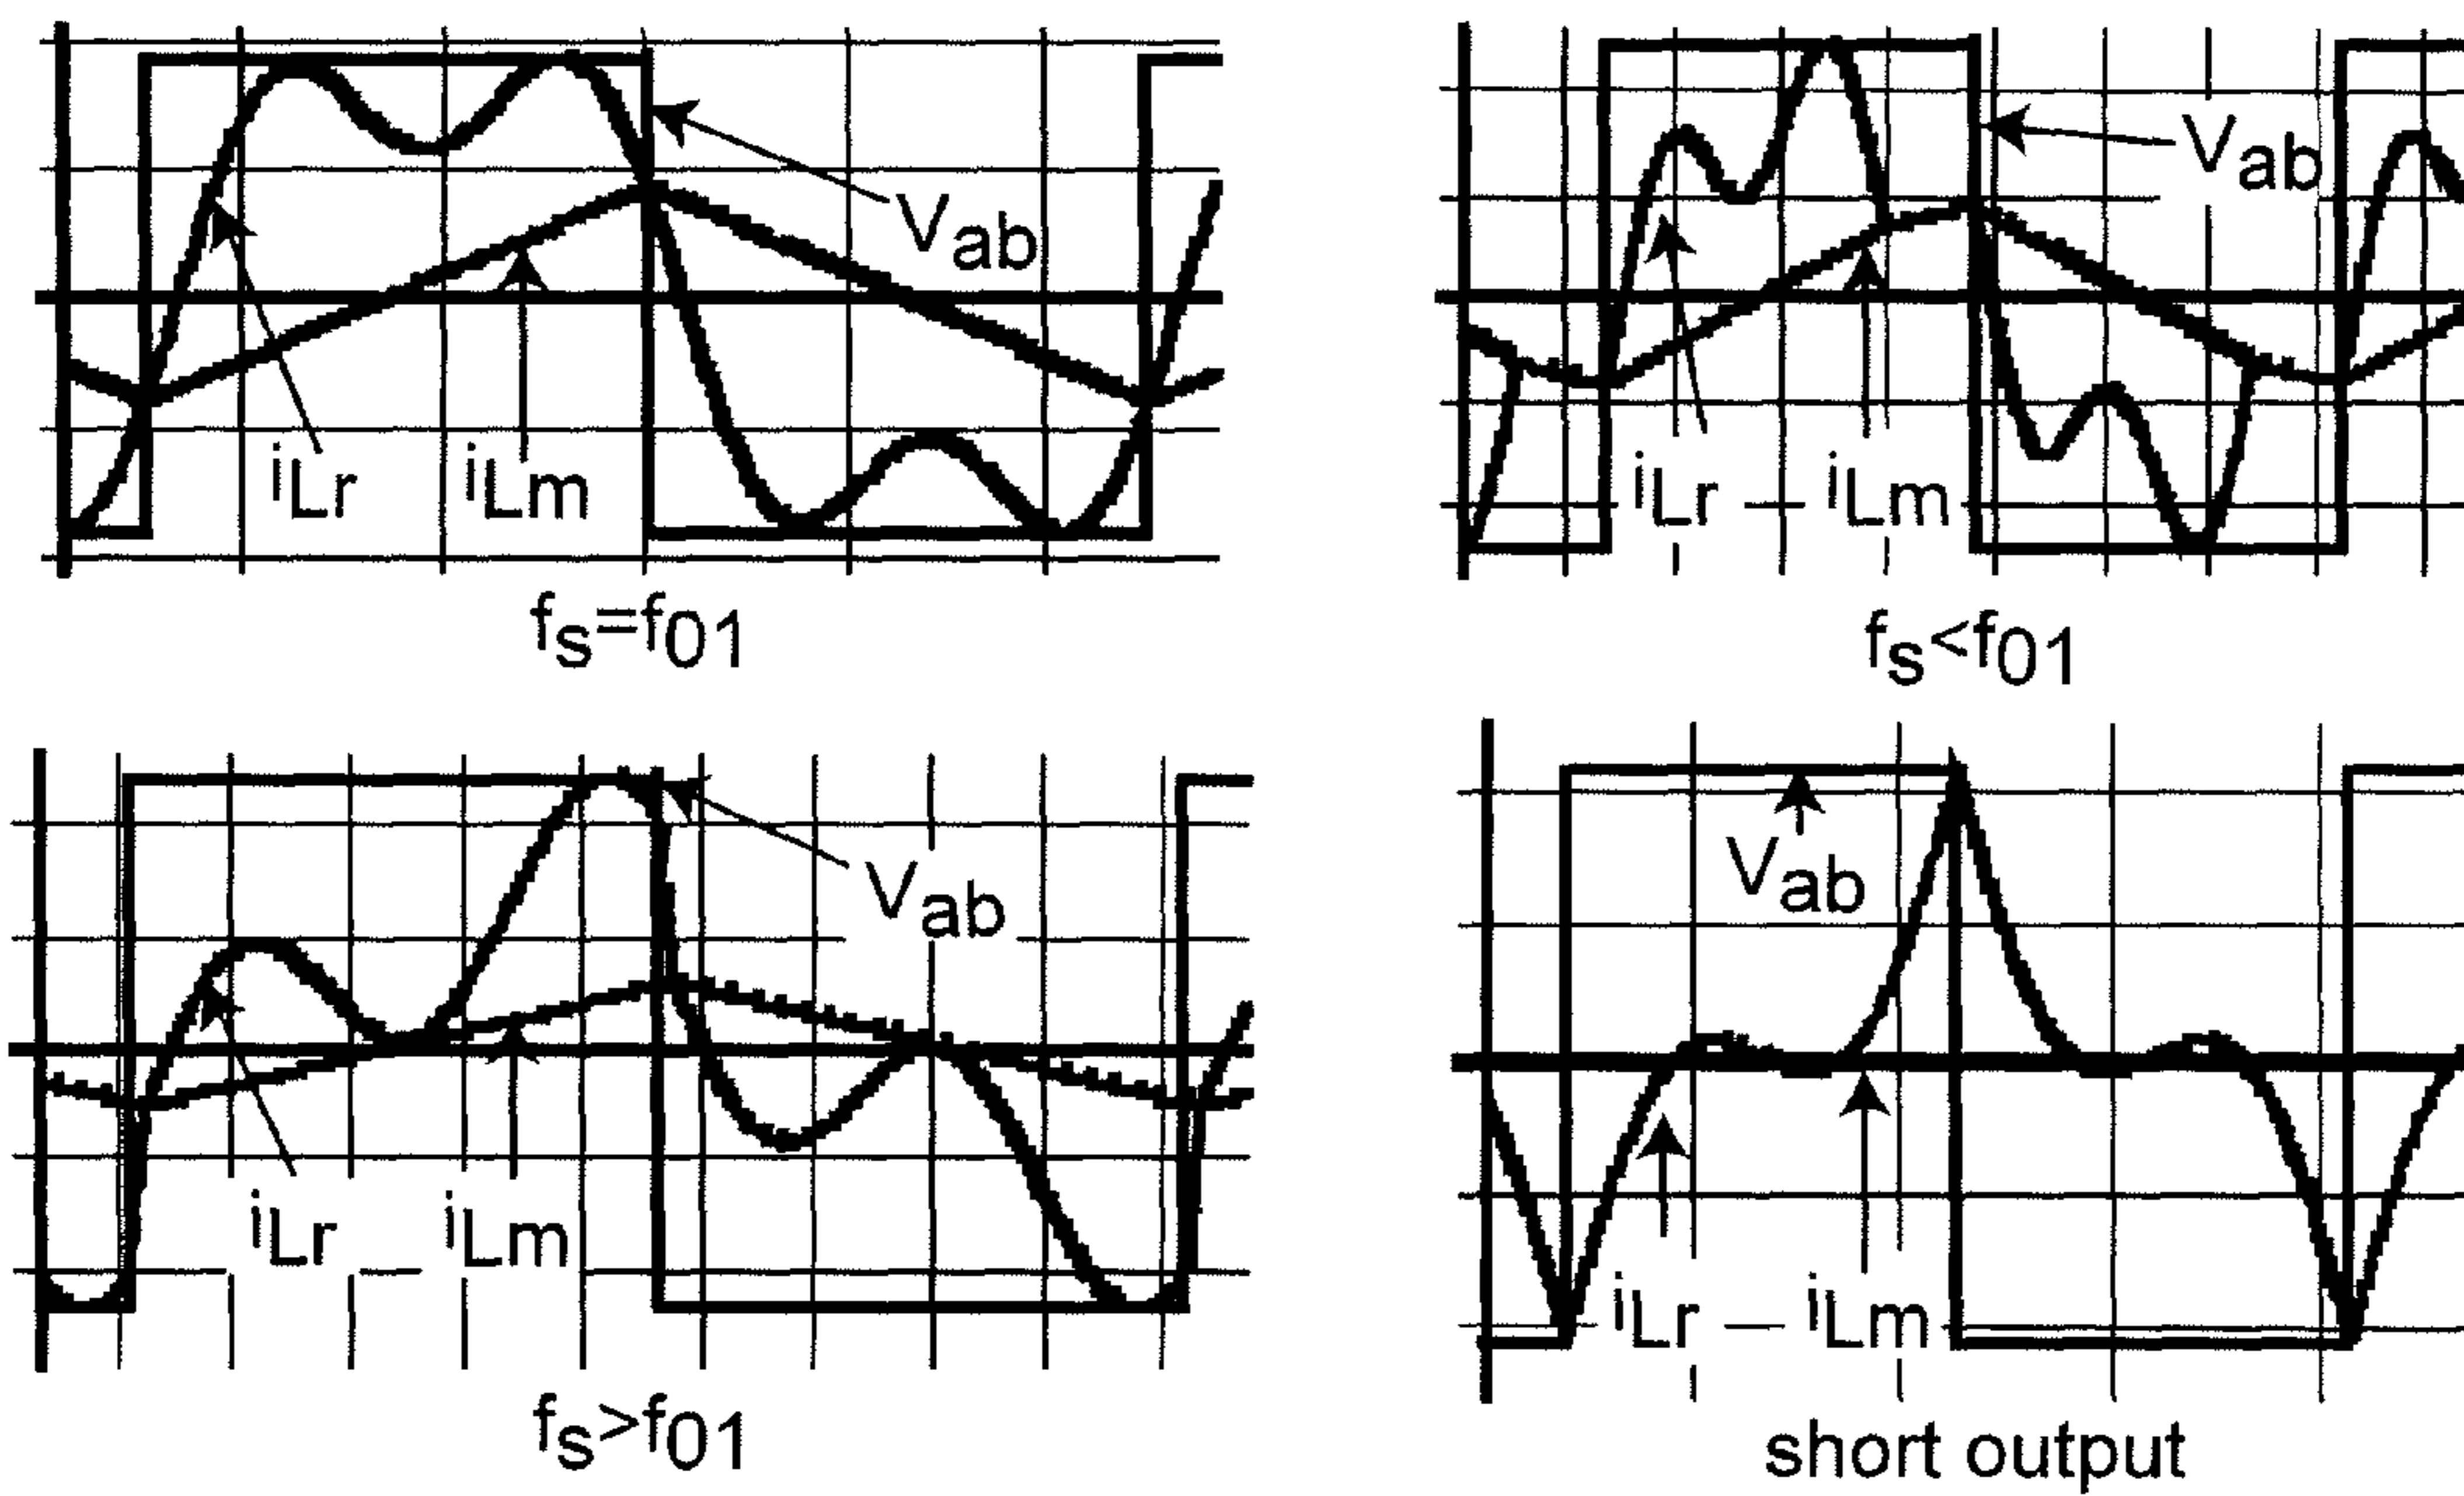 Vab
iLr
iLm
fs=f01
Vab
iLr
iLm
fs<f01
Vab
iLr
iLm
fs>f01
Vab
iLr
iLm
short output